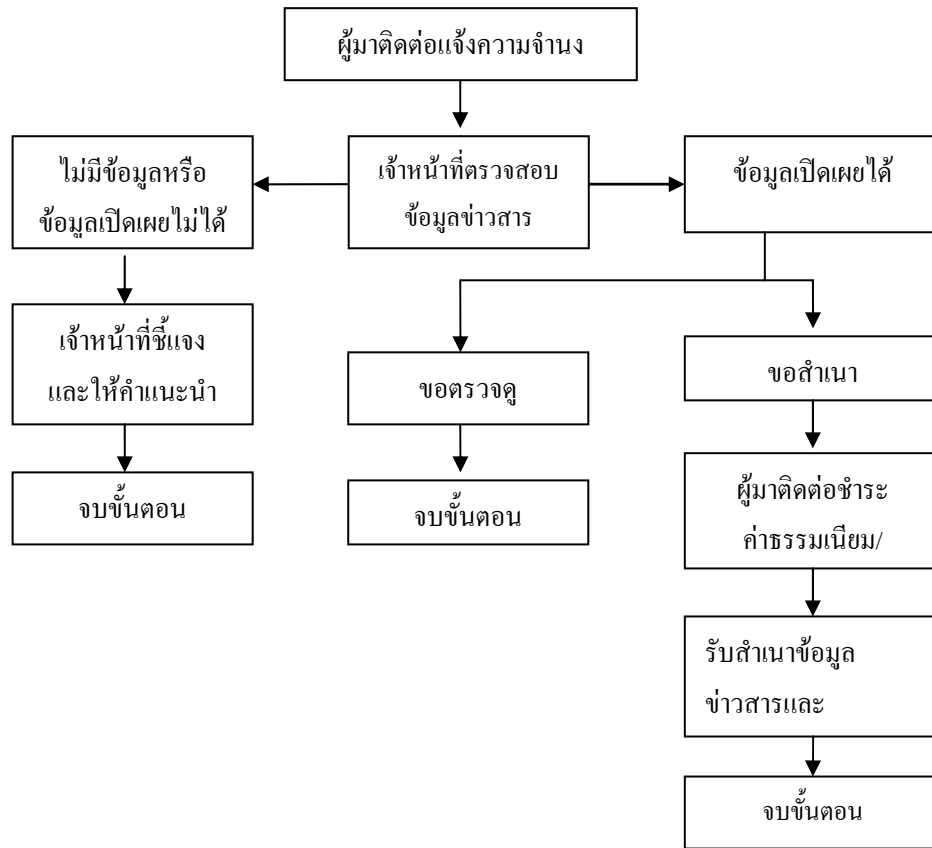 ผู้มาติดต่อแจ้งความจำนง
ไม่มีข้อมูลหรือ
ข้อมูลเปิดเผยไม่ได้
เจ้าหน้าที่ตรวจสอบ
ข้อมูลข่าวสาร
ข้อมูลเปิดเผยได้
เจ้าหน้าที่ชี้แจง
และให้คำแนะนำ
ขอตรวจดู
ขอสำเนา
จบขั้นตอน
จบขั้นตอน
ผู้มาติดต่อชำระ
ค่าธรรมเนียม/
รับสำเนาข้อมูล
ข่าวสารและ
จบขั้นตอน